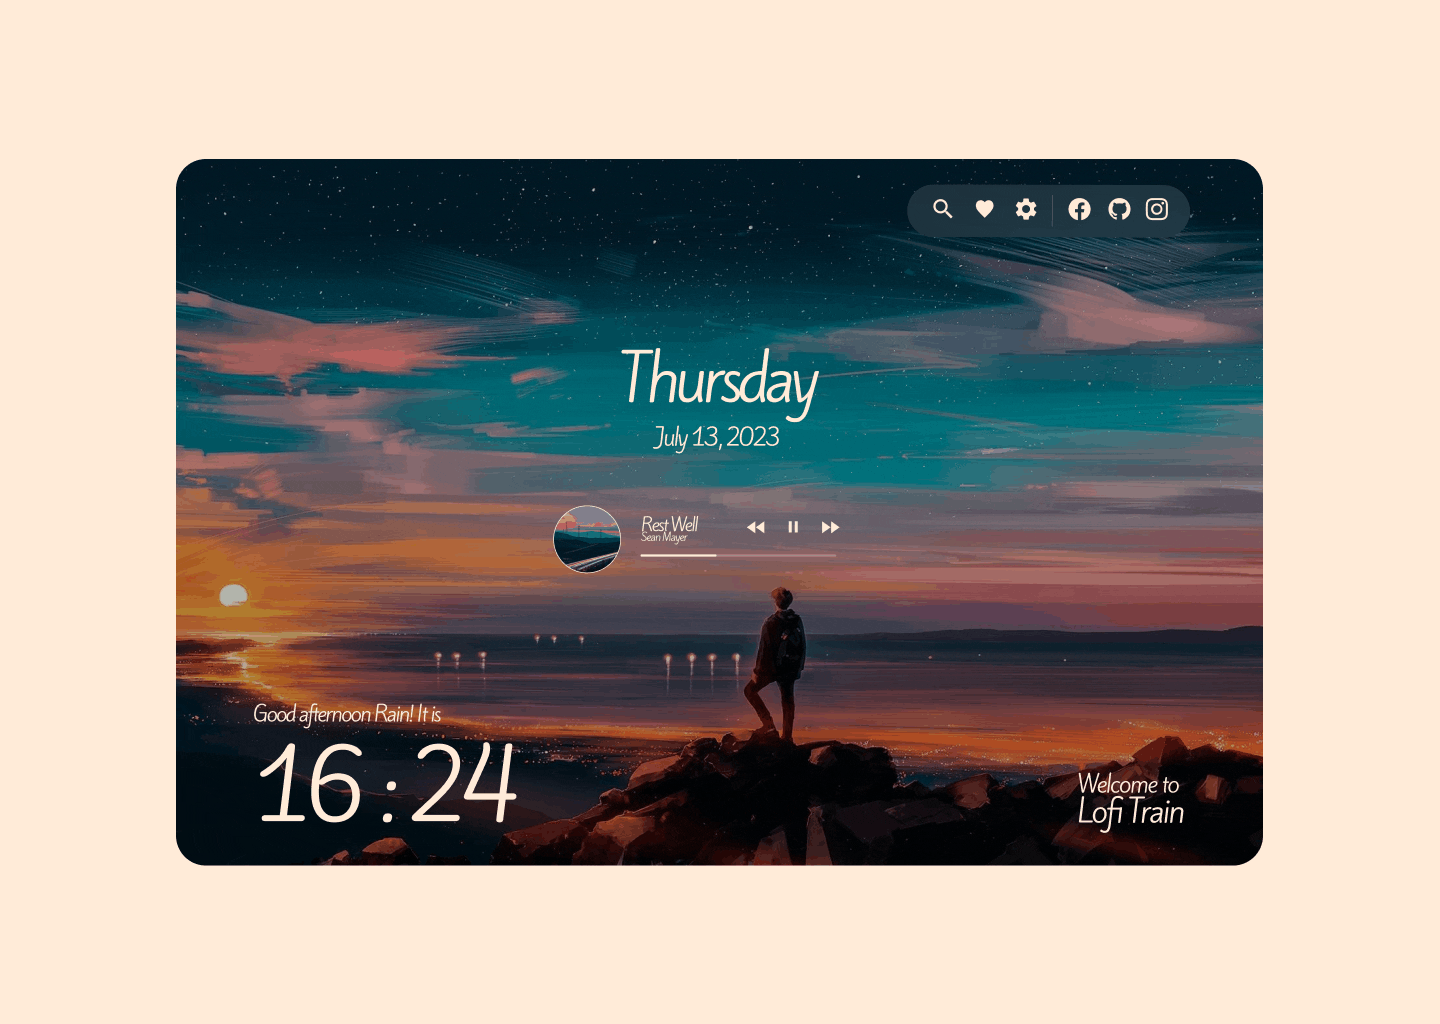 Thursday
July 13, 2023
Rest Well
Sean Mayer
Good afternoon Rain! It is
16 : 24
Welcome to
Lofi Train